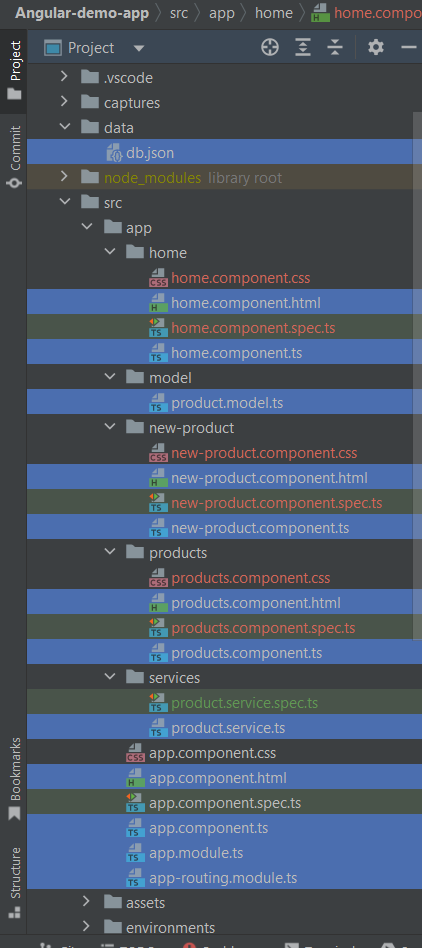 Angular-demo-app src app home home.compo
Project
Project
.vscode
captures
data
db.json
node_modules library root
src
app
home
home.component.css
home.component.html
home.component.spec.ts
home.component.ts
model
product.model.ts
new-product
new-product.component.css
new-product.component.html
new-product.component.spec.ts
new-product.component.ts
products
products.component.css
products.component.html
products.component.spec.ts
products.component.ts
services
product.service.spec.ts
product.service.ts
app.component.css
app.component.html
app.component.spec.ts
app.component.ts
app.module.ts
app-routing.module.ts
assets
environments
Commit
Bookmarks
Structure